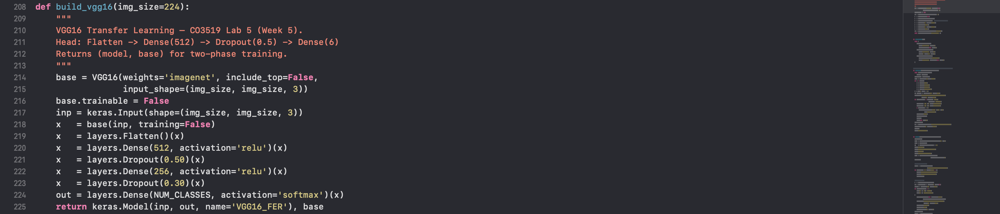 208 def build_vgg16(img_size=224):
209     """
210     VGG16 Transfer Learning — CO3519 Lab 5 (Week 5).
211     Head: Flatten -> Dense(512) -> Dropout(0.5) -> Dense(6)
212     Returns (model, base) for two-phase training.
213     """
214     base = VGG16(weights='imagenet', include_top=False,
215                  input_shape=(img_size, img_size, 3))
216     base.trainable = False
217     inp = keras.Input(shape=(img_size, img_size, 3))
218     x   = base(inp, training=False)
219     x   = layers.Flatten()(x)
220     x   = layers.Dense(512, activation='relu')(x)
221     x   = layers.Dropout(0.50)(x)
222     x   = layers.Dense(256, activation='relu')(x)
223     x   = layers.Dropout(0.30)(x)
224     out = layers.Dense(NUM_CLASSES, activation='softmax')(x)
225     return keras.Model(inp, out, name='VGG16_FER'), base